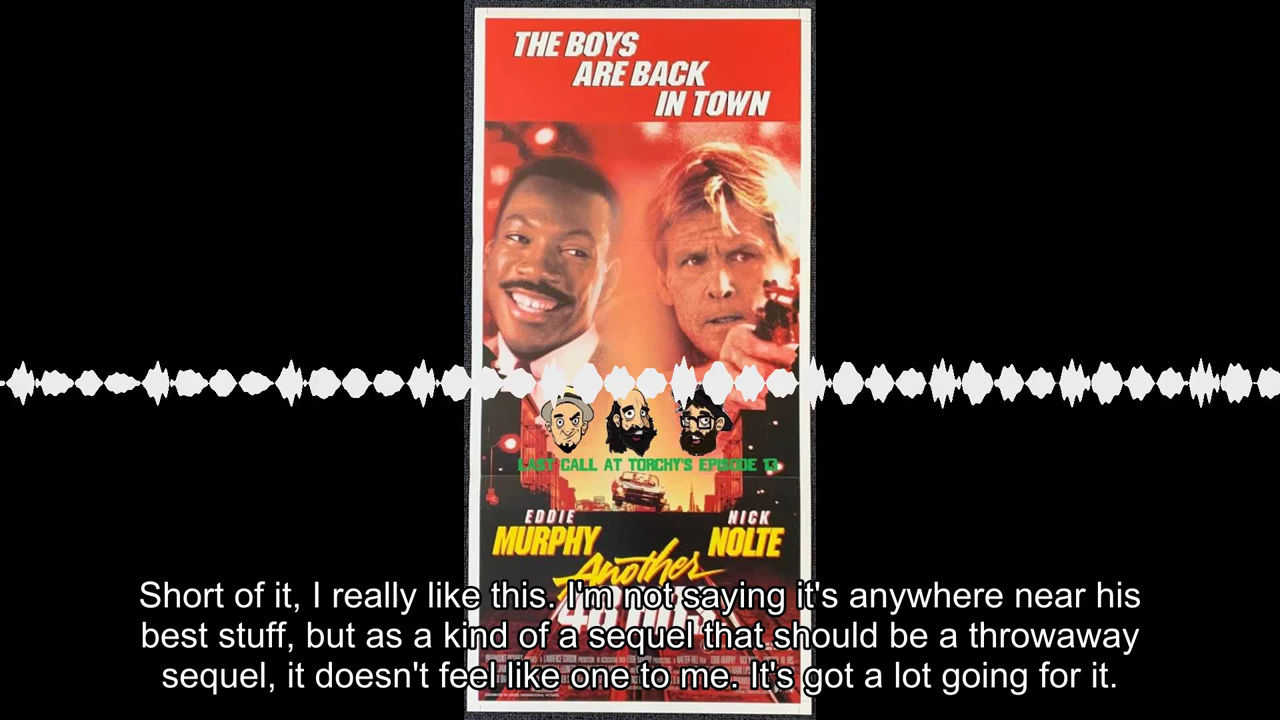 THE BOYS
ARE BACK
IN TOWN
LAST CALL AT TORCHY'S EPISODE 13
EDDIE
NICK
MURPHY
NOLTE
Another
Short of it, I really like this. I'm not saying it's anywhere near his
best stuff, but as a kind of a sequel that should be a throwaway
sequel, it doesn't feel like one to me. It's got a lot going for it.